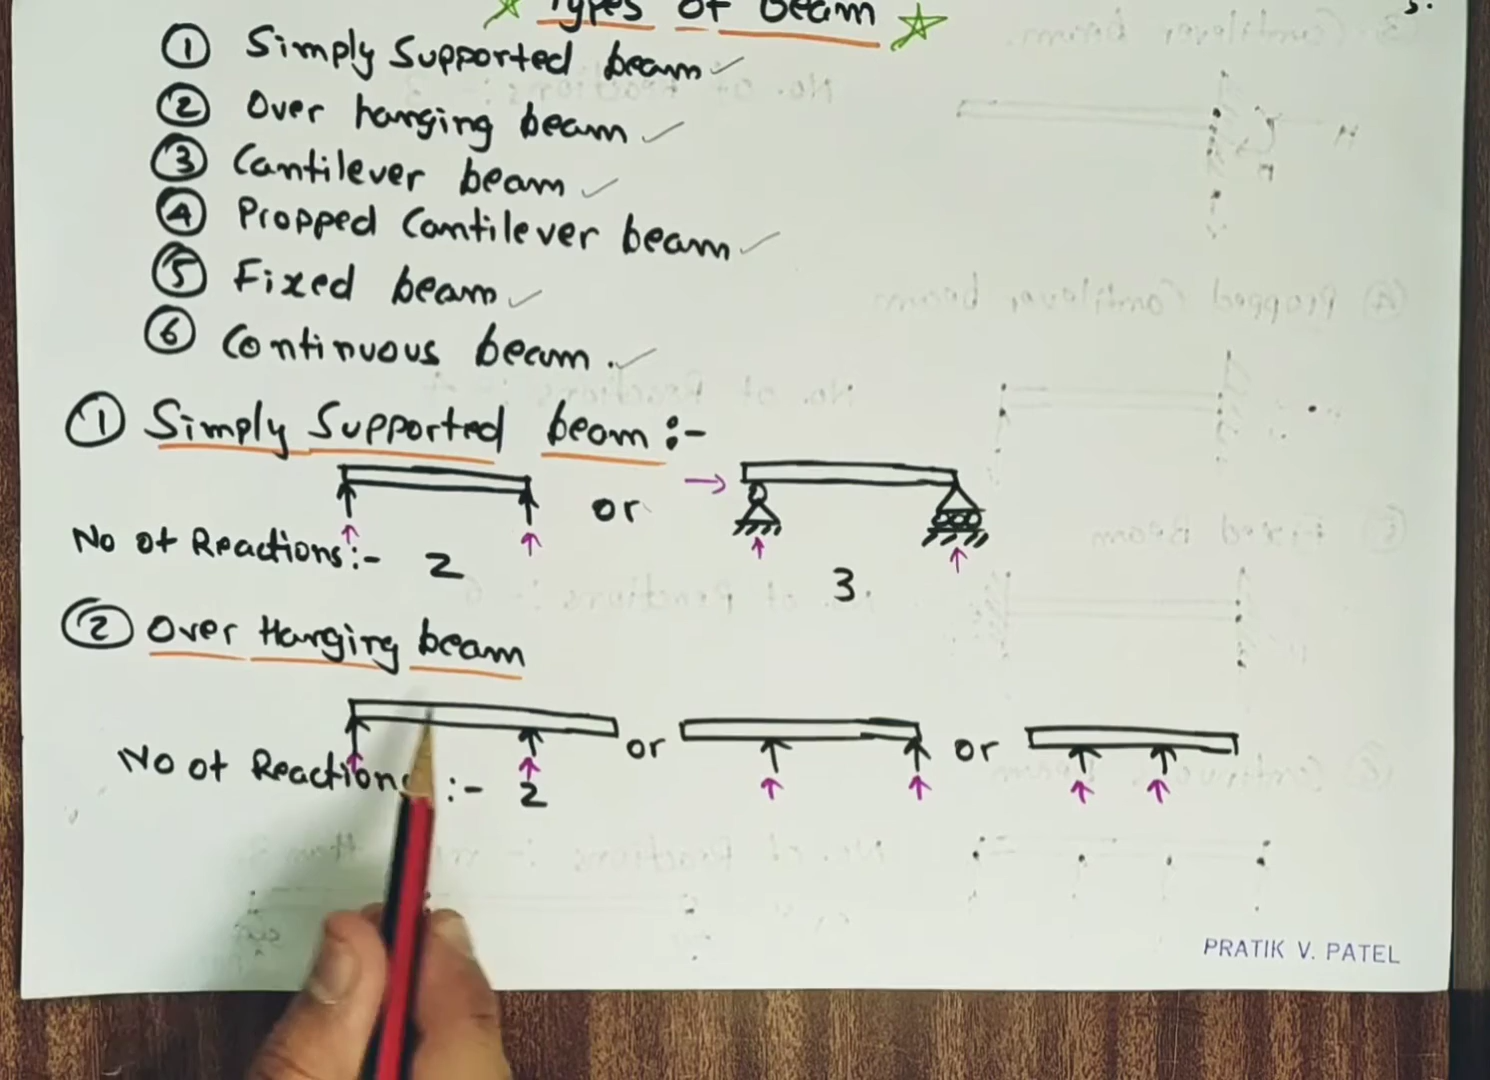 Types of Beam
① Simply Supported beam
② Over hanging beam
③ Cantilever beam
④ Propped Cantilever beam
⑤ Fixed beam
⑥ Continuous beam.
① Simply Supported beam :-
or
No of Reactions :- 2
3.
② Over Hanging beam
or
or
No of Reaction :- 2
PRATIK V. PATEL